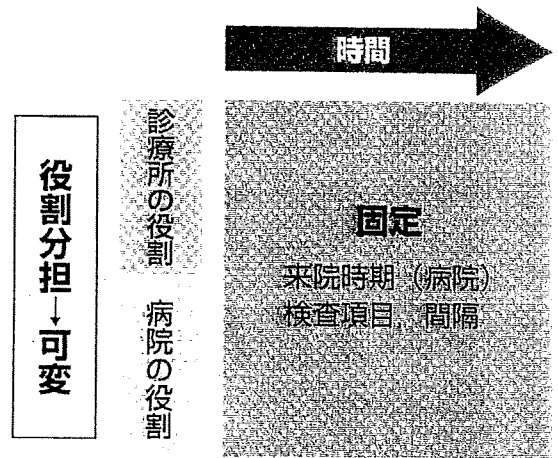 時間
役割分担→可変
診療所の役割
病院の役割
固定
来院時期（病院）
検査項目　間隔